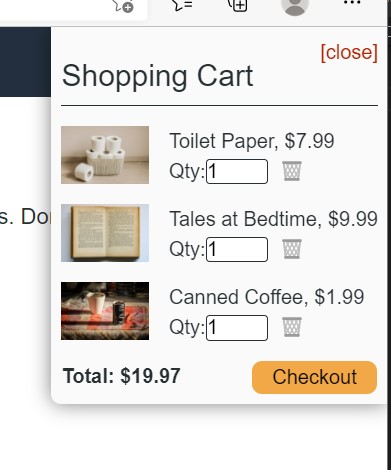 [close]
Shopping Cart
Toilet Paper, $7.99
Qty:1
s. Do
Tales at Bedtime, $9.99
Qty:1
Canned Coffee, $1.99
Qty:1
Total: $19.97
Checkout